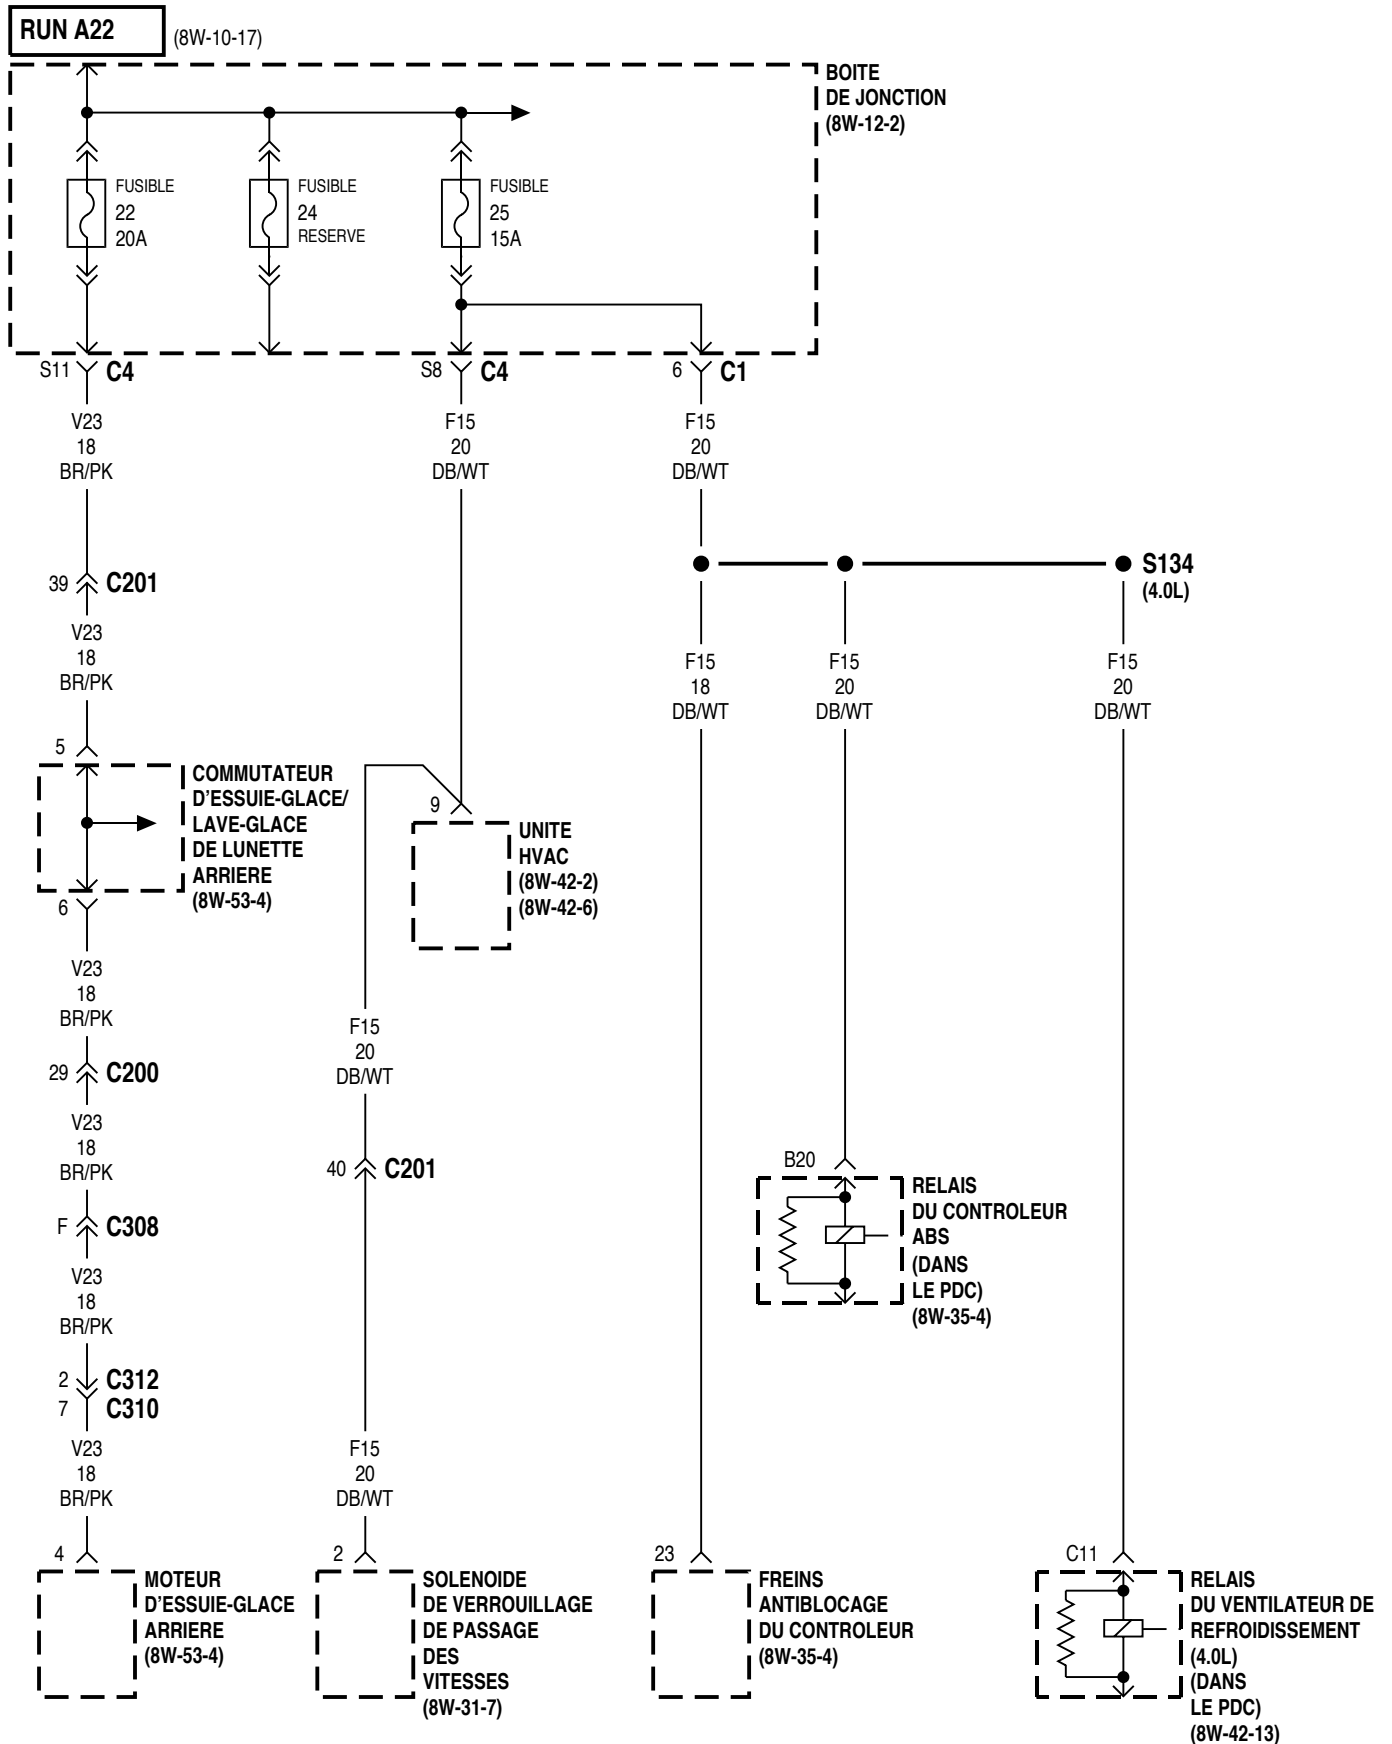 RUN A22
(8W-10-17)
BOITE
DE JONCTION
(8W-12-2)
FUSIBLE
22
20A
FUSIBLE
24
RESERVE
FUSIBLE
25
15A
S11 C4
S8 C4
6 C1
V23
18
BR/PK
F15
20
DB/WT
F15
20
DB/WT
39 C201
S134
(4.0L)
V23
18
BR/PK
F15
18
DB/WT
F15
20
DB/WT
F15
20
DB/WT
5
COMMUTATEUR
D'ESSUIE-GLACE/
LAVE-GLACE
DE LUNETTE
ARRIERE
(8W-53-4)
6
9
UNITE
HVAC
(8W-42-2)
(8W-42-6)
V23
18
BR/PK
F15
20
DB/WT
29 C200
V23
18
BR/PK
40 C201
F C308
B20
RELAIS
DU CONTROLEUR
ABS
(DANS
LE PDC)
(8W-35-4)
V23
18
BR/PK
2 C312
7 C310
V23
18
BR/PK
F15
20
DB/WT
4
MOTEUR
D'ESSUIE-GLACE
ARRIERE
(8W-53-4)
2
SOLENOIDE
DE VERROUILLAGE
DE PASSAGE
DES
VITESSES
(8W-31-7)
23
FREINS
ANTIBLOCAGE
DU CONTROLEUR
(8W-35-4)
C11
RELAIS
DU VENTILATEUR DE
REFROIDISSEMENT
(4.0L)
(DANS
LE PDC)
(8W-42-13)